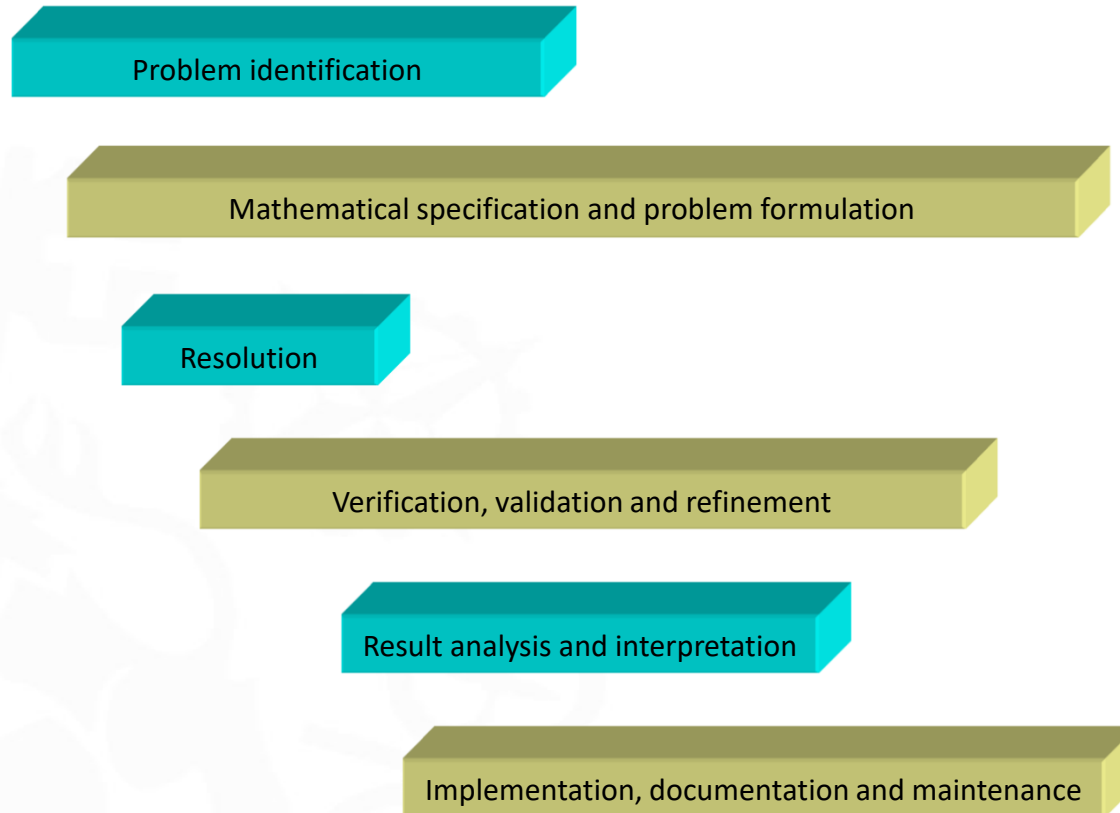 Problem identification
Mathematical specification and problem formulation
Resolution
Verification, validation and refinement
Result analysis and interpretation
Implementation, documentation and maintenance